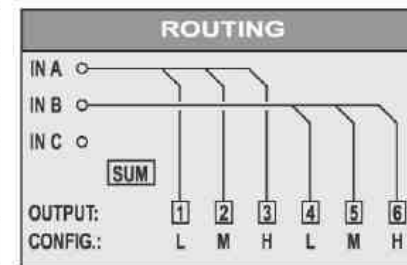 ROUTING
IN A
IN B
IN C
SUM
OUTPUT: 1 2 3 4 5 6
CONFIG.: L M H L M H